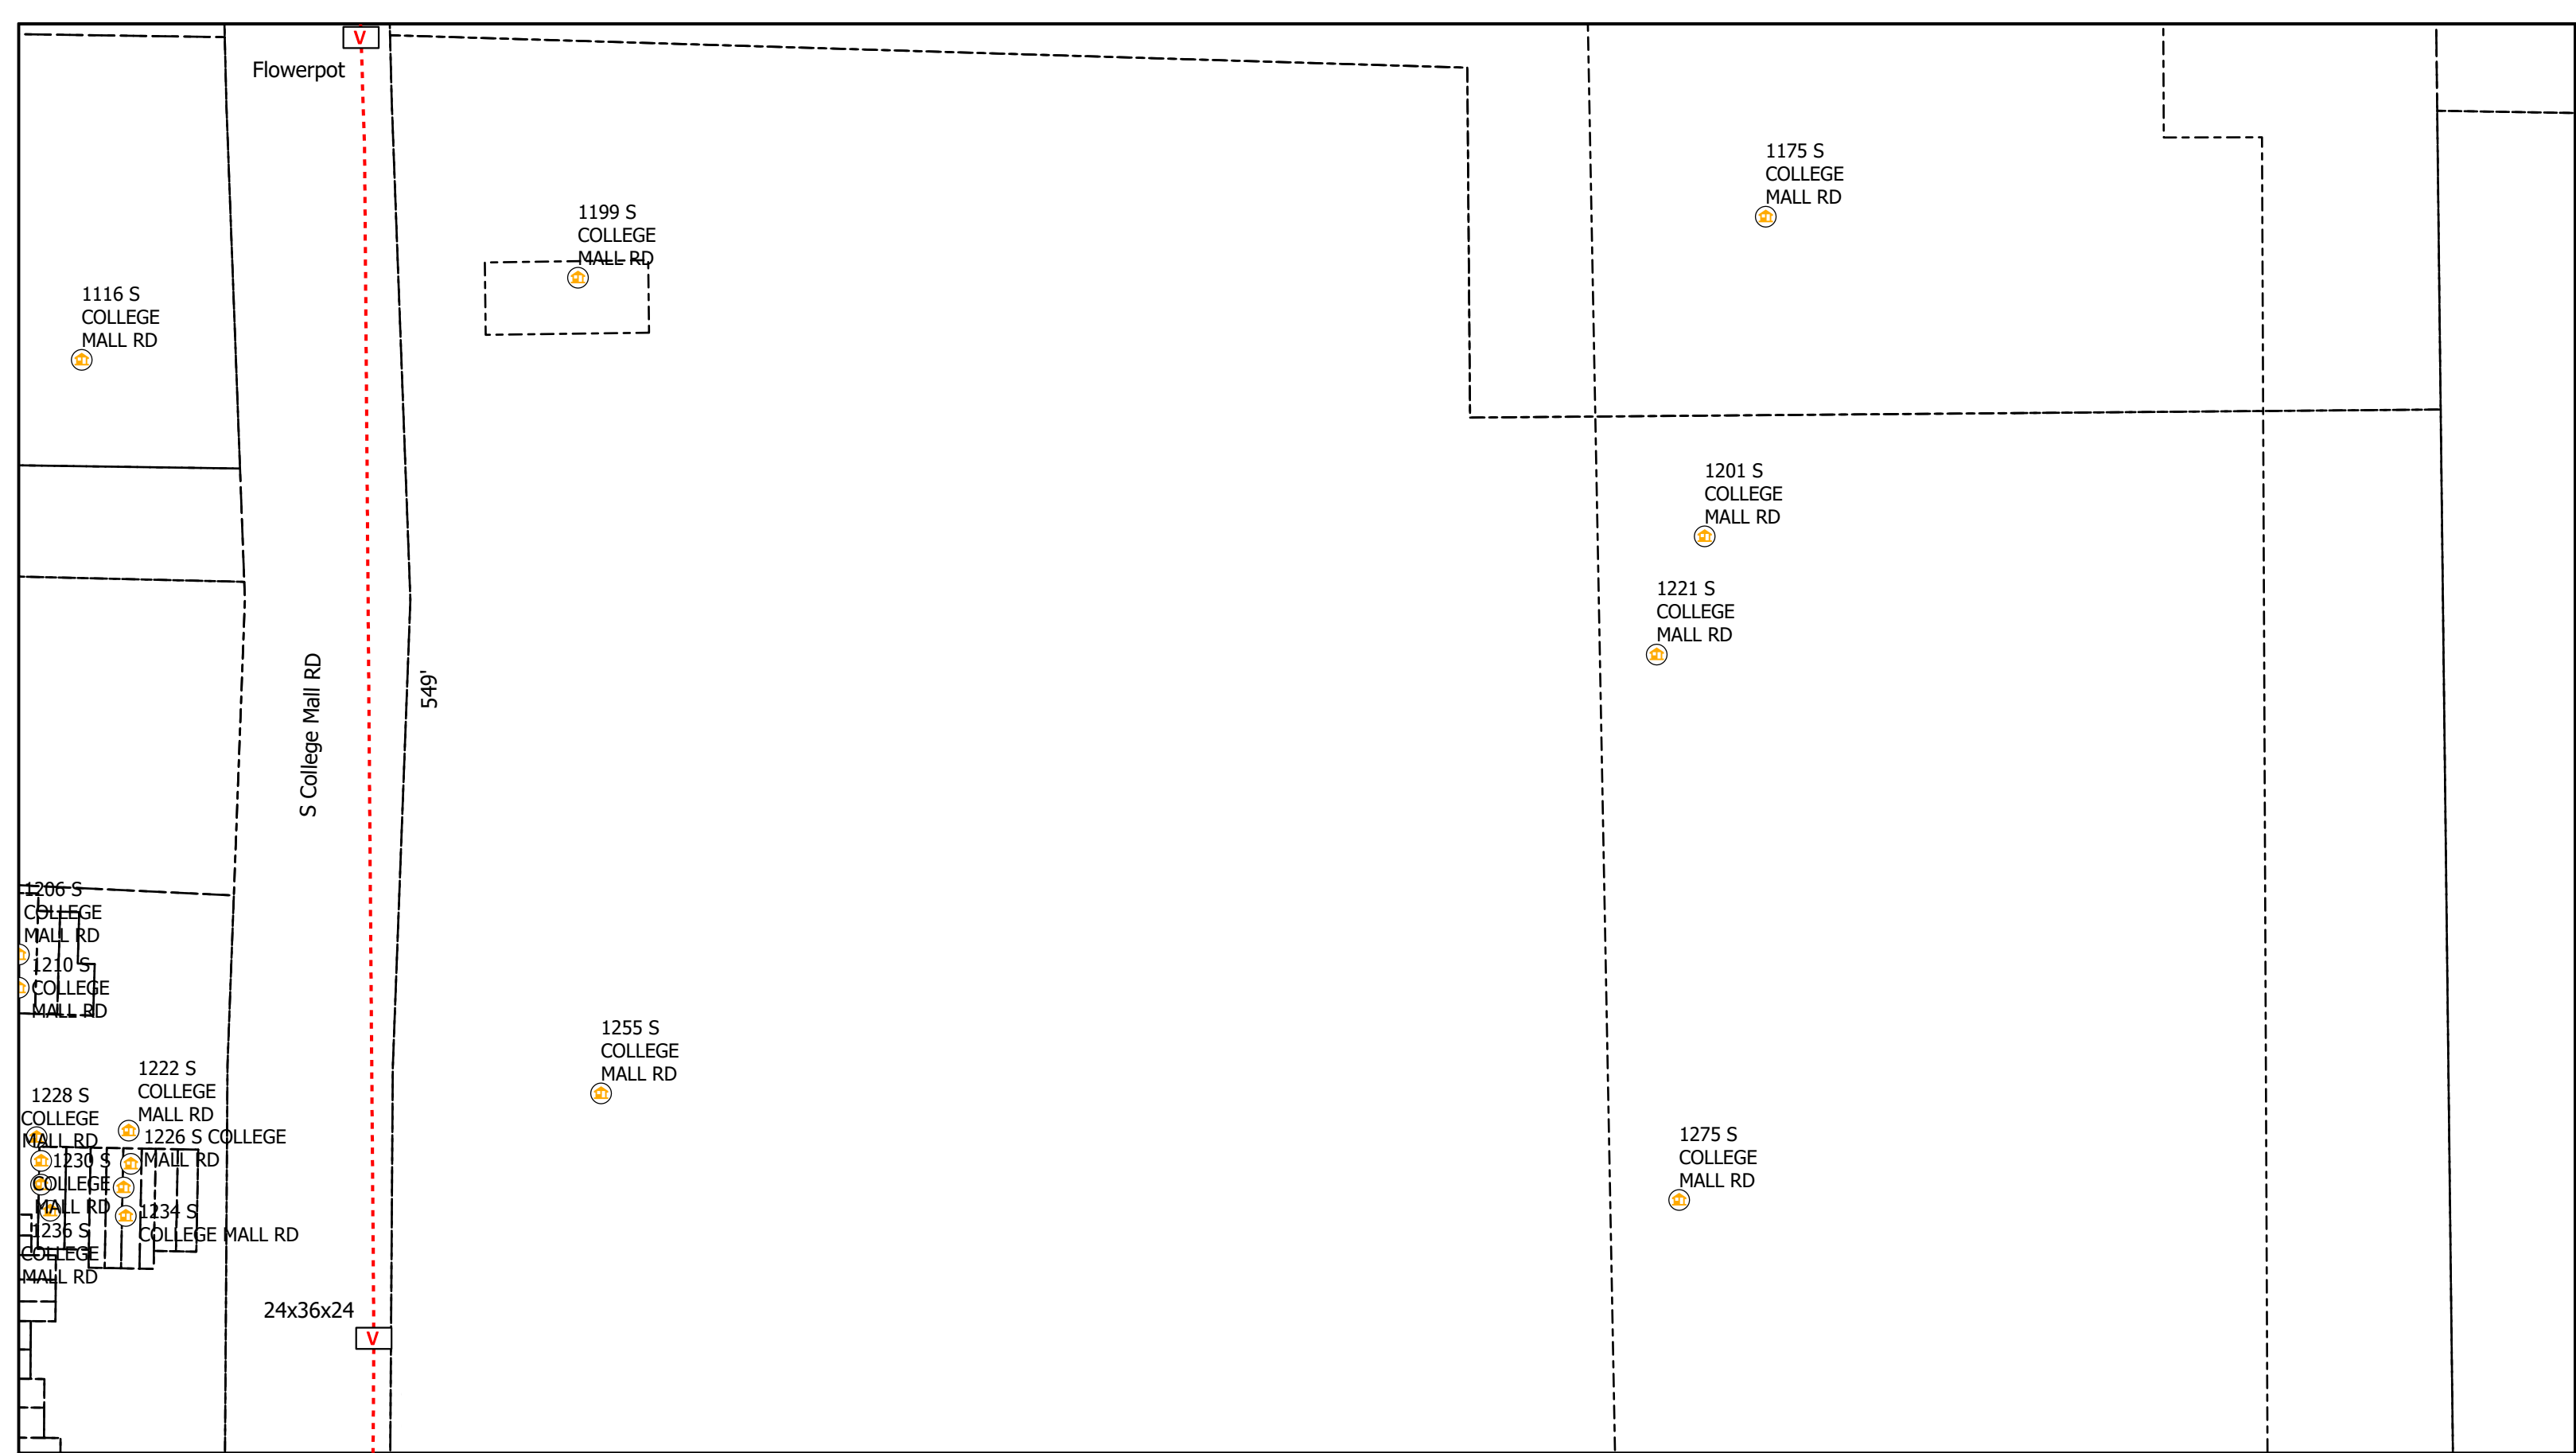 V
Flowerpot
1175 S
COLLEGE
MALL RD
1199 S
COLLEGE
MALL RD
1116 S
COLLEGE
MALL RD
1201 S
COLLEGE
MALL RD
1221 S
COLLEGE
MALL RD
S College Mall RD
549'
1206 S
COLLEGE
MALL RD
1210 S
COLLEGE
MALL RD
1255 S
COLLEGE
MALL RD
1222 S
COLLEGE
MALL RD
1228 S
COLLEGE
MALL RD
1226 S COLLEGE
MALL RD
1230 S
COLLEGE
MALL RD
1275 S
COLLEGE
MALL RD
1234 S
COLLEGE MALL RD
1236 S
COLLEGE
MALL RD
24x36x24
V